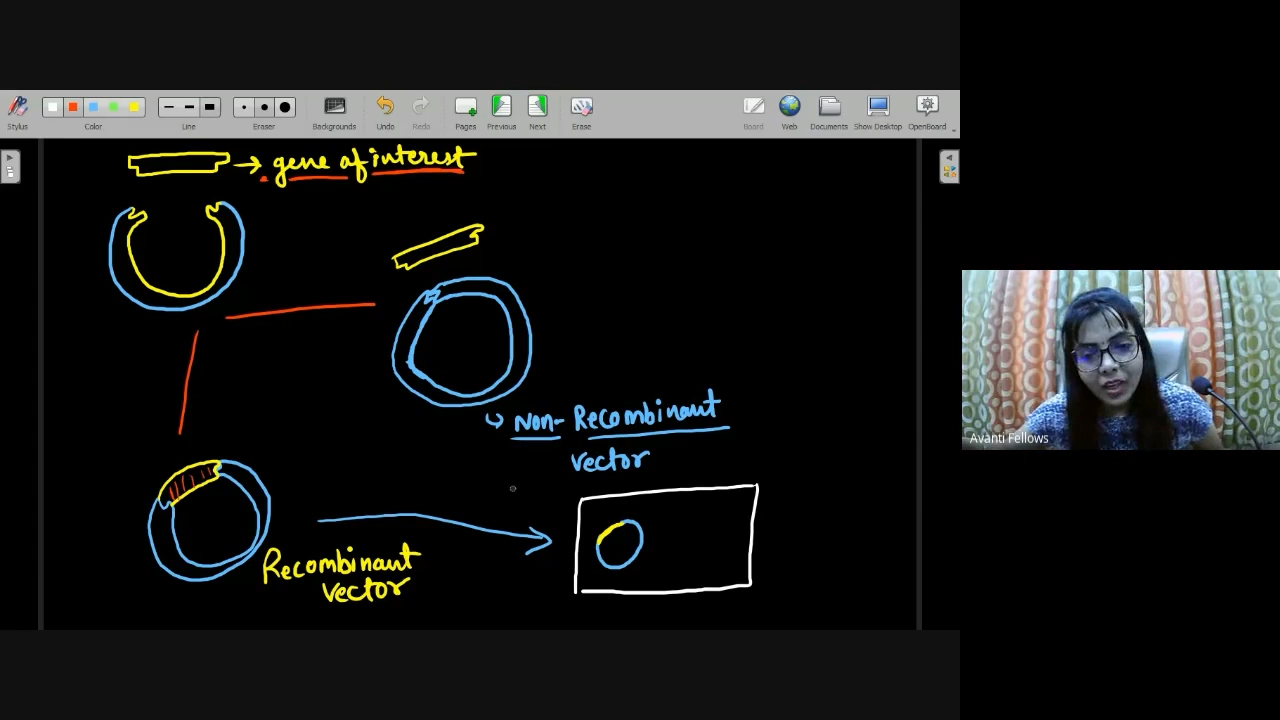 Stylus
Color
Line
Eraser
Backgrounds
Undo
Redo
Pages
Previous
Next
Erase
Board
Web
Documents
Show Desktop
OpenBoard
→ gene of interest
Non-Recombinant
vector
Recombinant
vector
Avanti Fellows